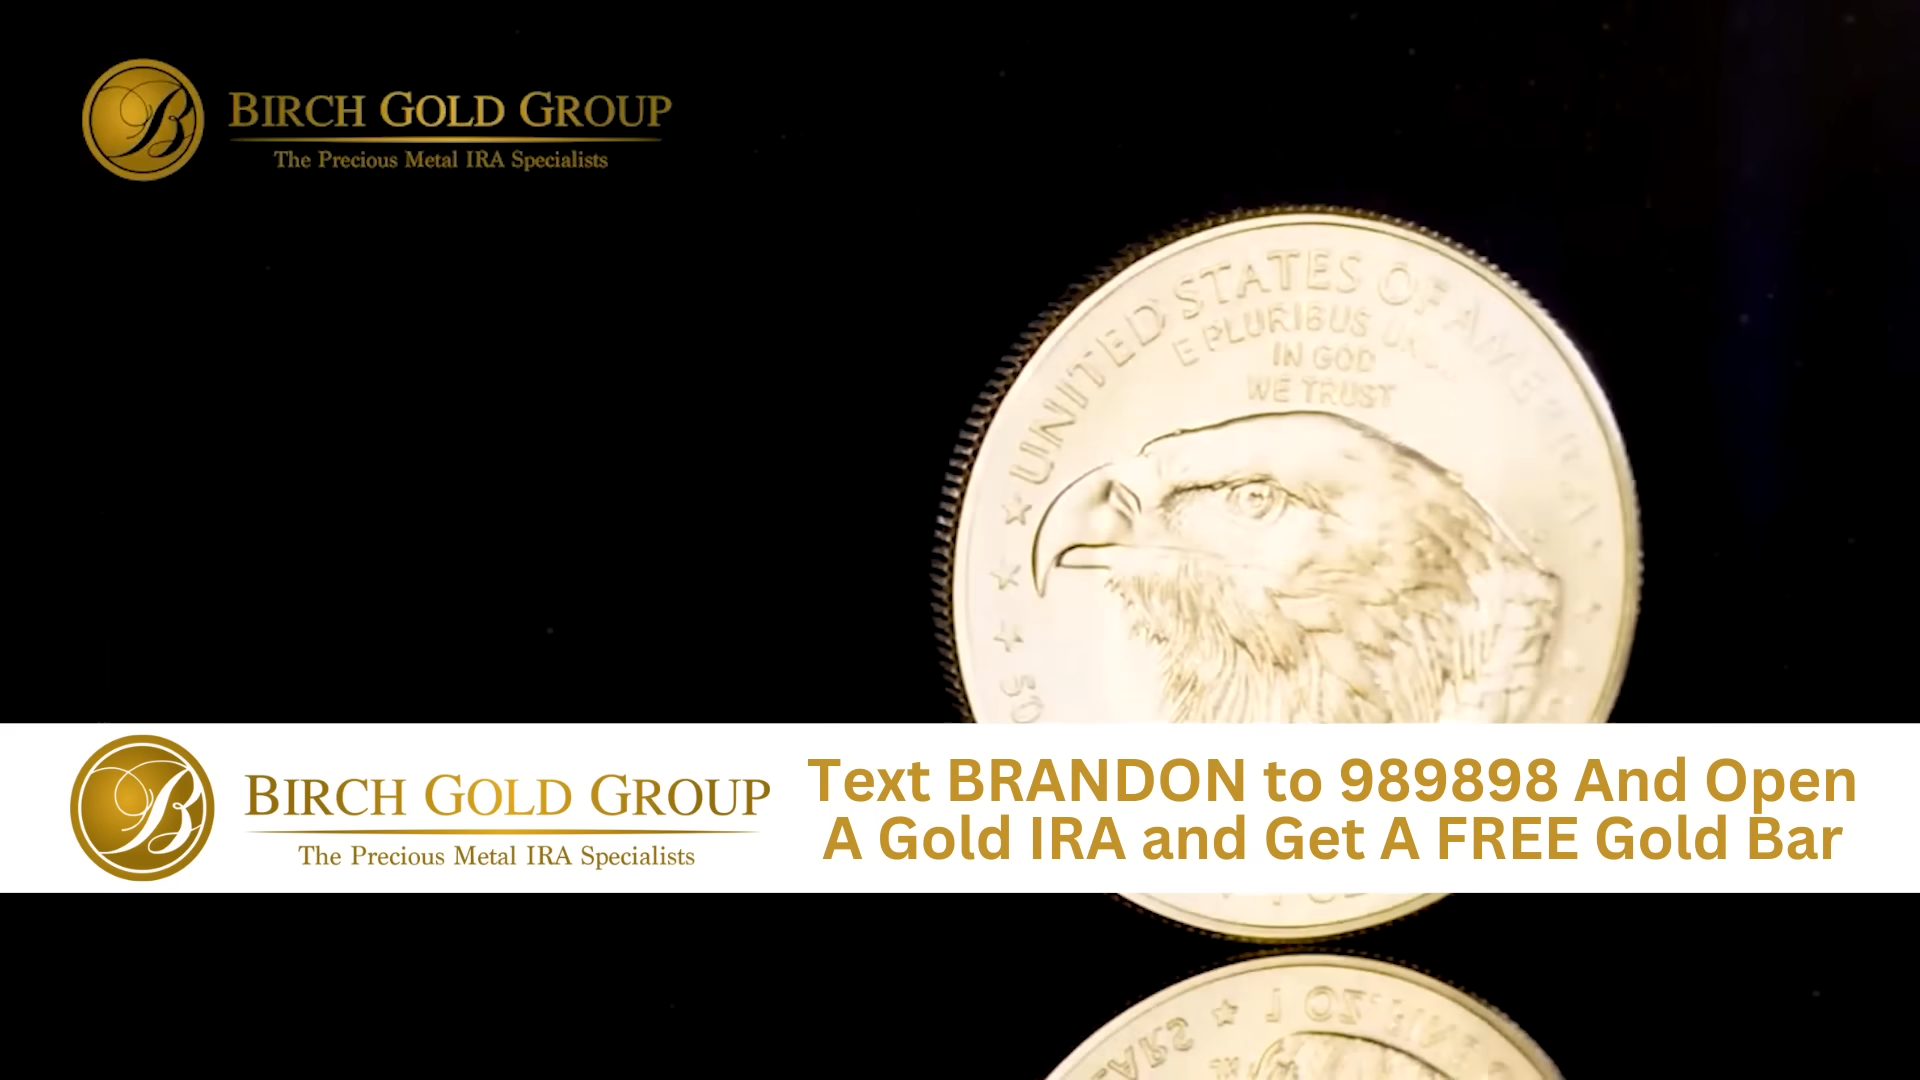 BIRCH GOLD GROUP
The Precious Metal IRA Specialists
UNITED STATES OF AMERICA
E PLURIBUS
IN GOD
WE TRUST
BIRCH GOLD GROUP
The Precious Metal IRA Specialists
Text BRANDON to 989898 And Open
A Gold IRA and Get A FREE Gold Bar